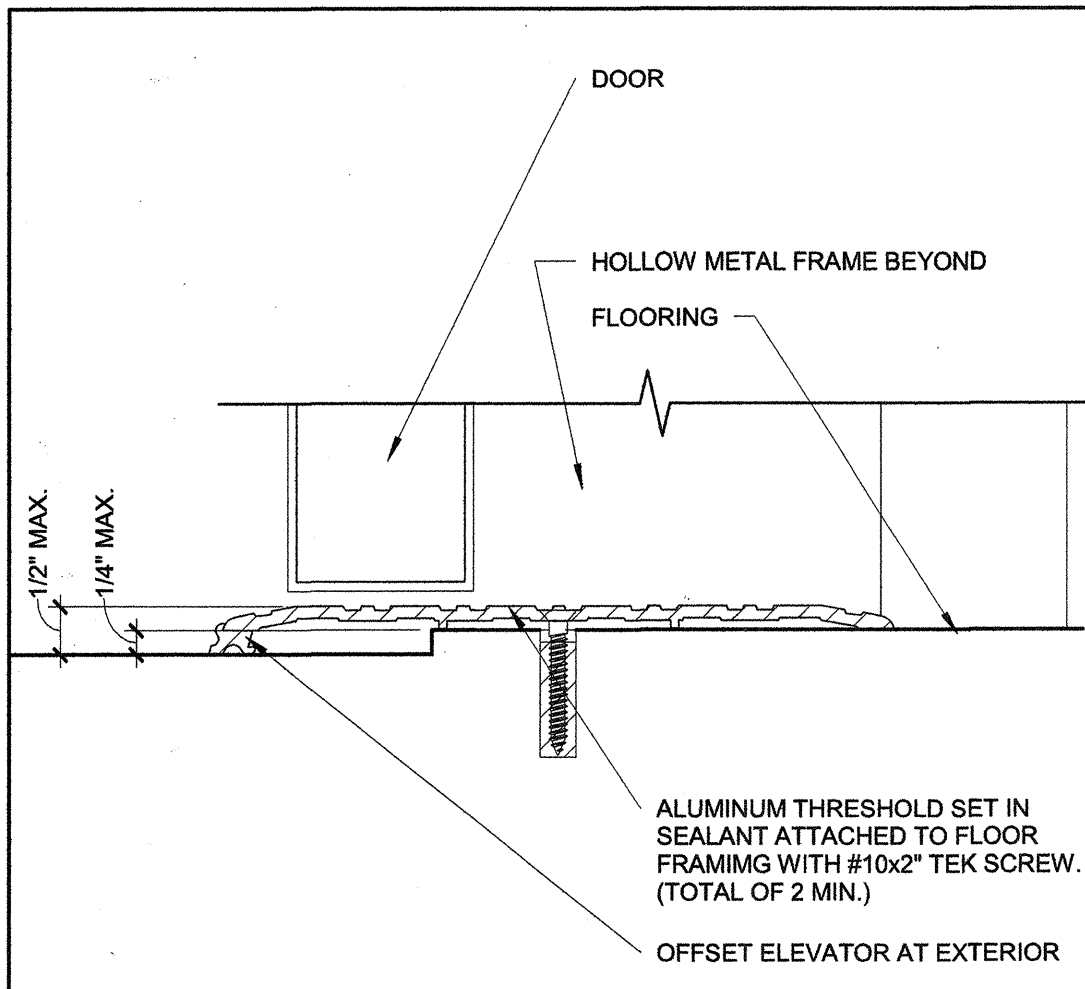 DOOR
HOLLOW METAL FRAME BEYOND
FLOORING
1/2" MAX.
1/4" MAX.
ALUMINUM THRESHOLD SET IN
SEALANT ATTACHED TO FLOOR
FRAMIMG WITH #10x2" TEK SCREW.
(TOTAL OF 2 MIN.)
OFFSET ELEVATOR AT EXTERIOR